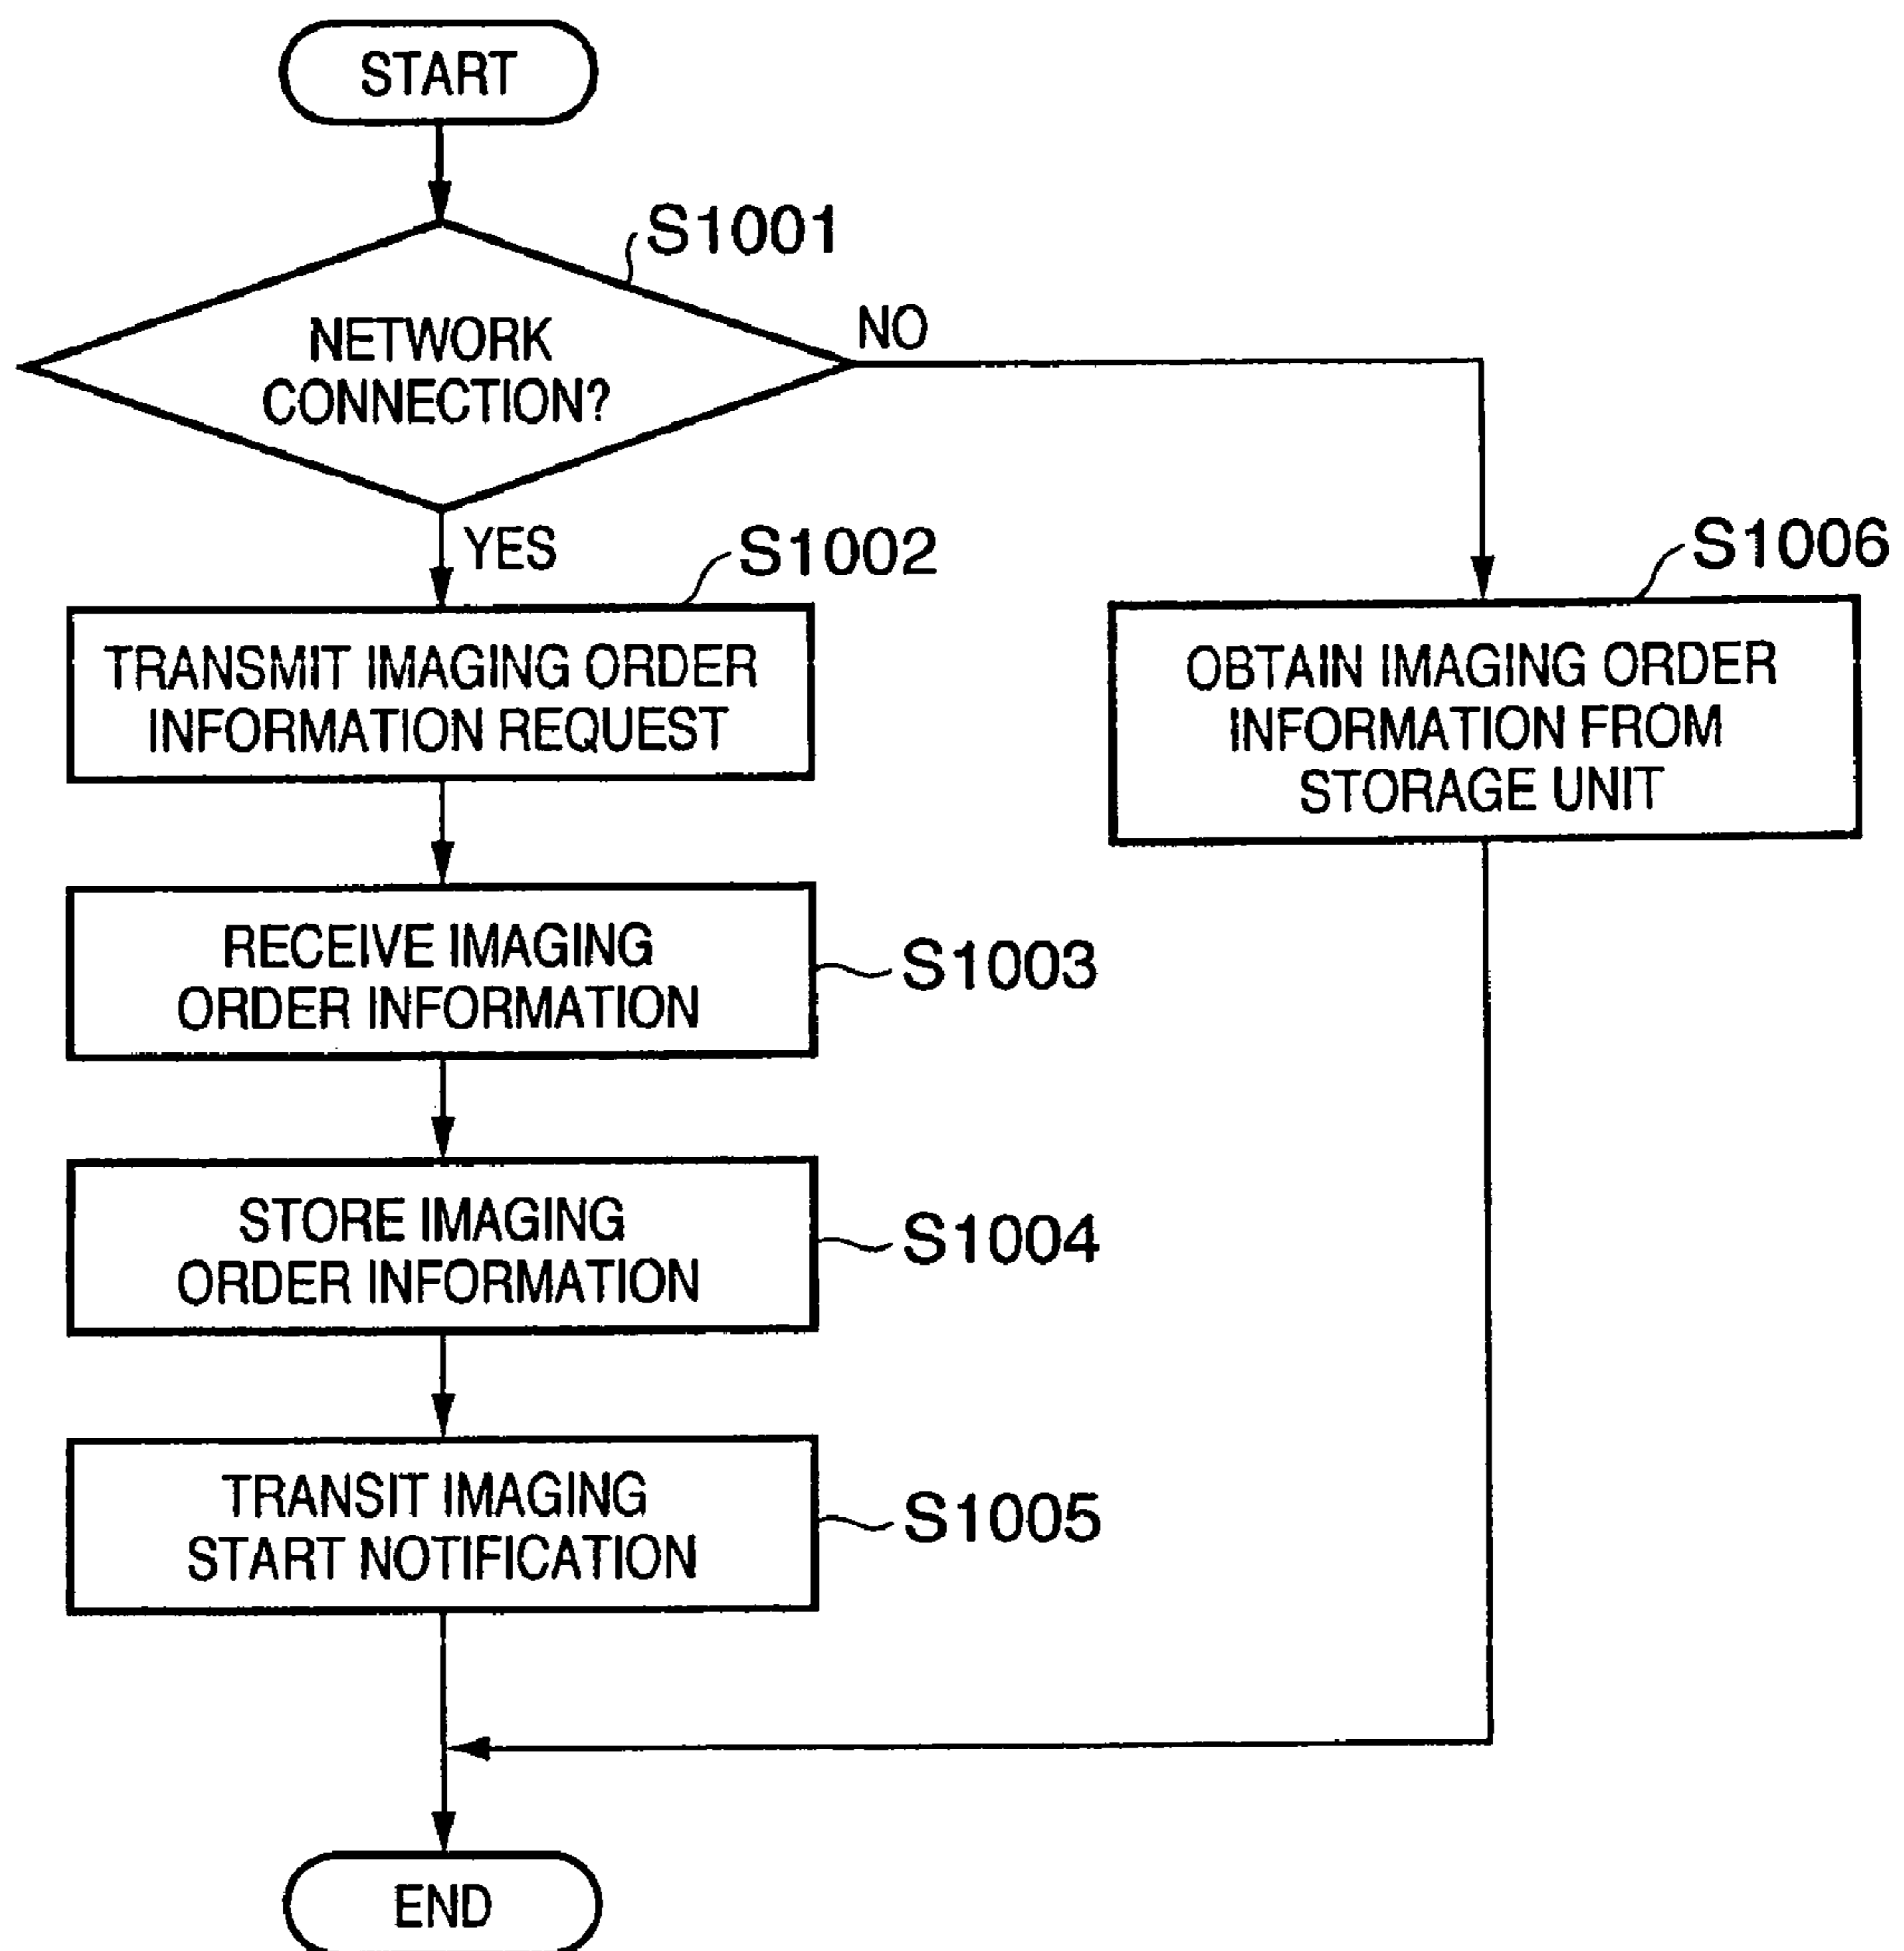 START
S1001
NETWORK
CONNECTION?
NO
YES
S1002
TRANSMIT IMAGING ORDER
INFORMATION REQUEST
S1006
OBTAIN IMAGING ORDER
INFORMATION FROM
STORAGE UNIT
RECEIVE IMAGING
ORDER INFORMATION
S1003
STORE IMAGING
ORDER INFORMATION
S1004
TRANSIT IMAGING
START NOTIFICATION
S1005
END